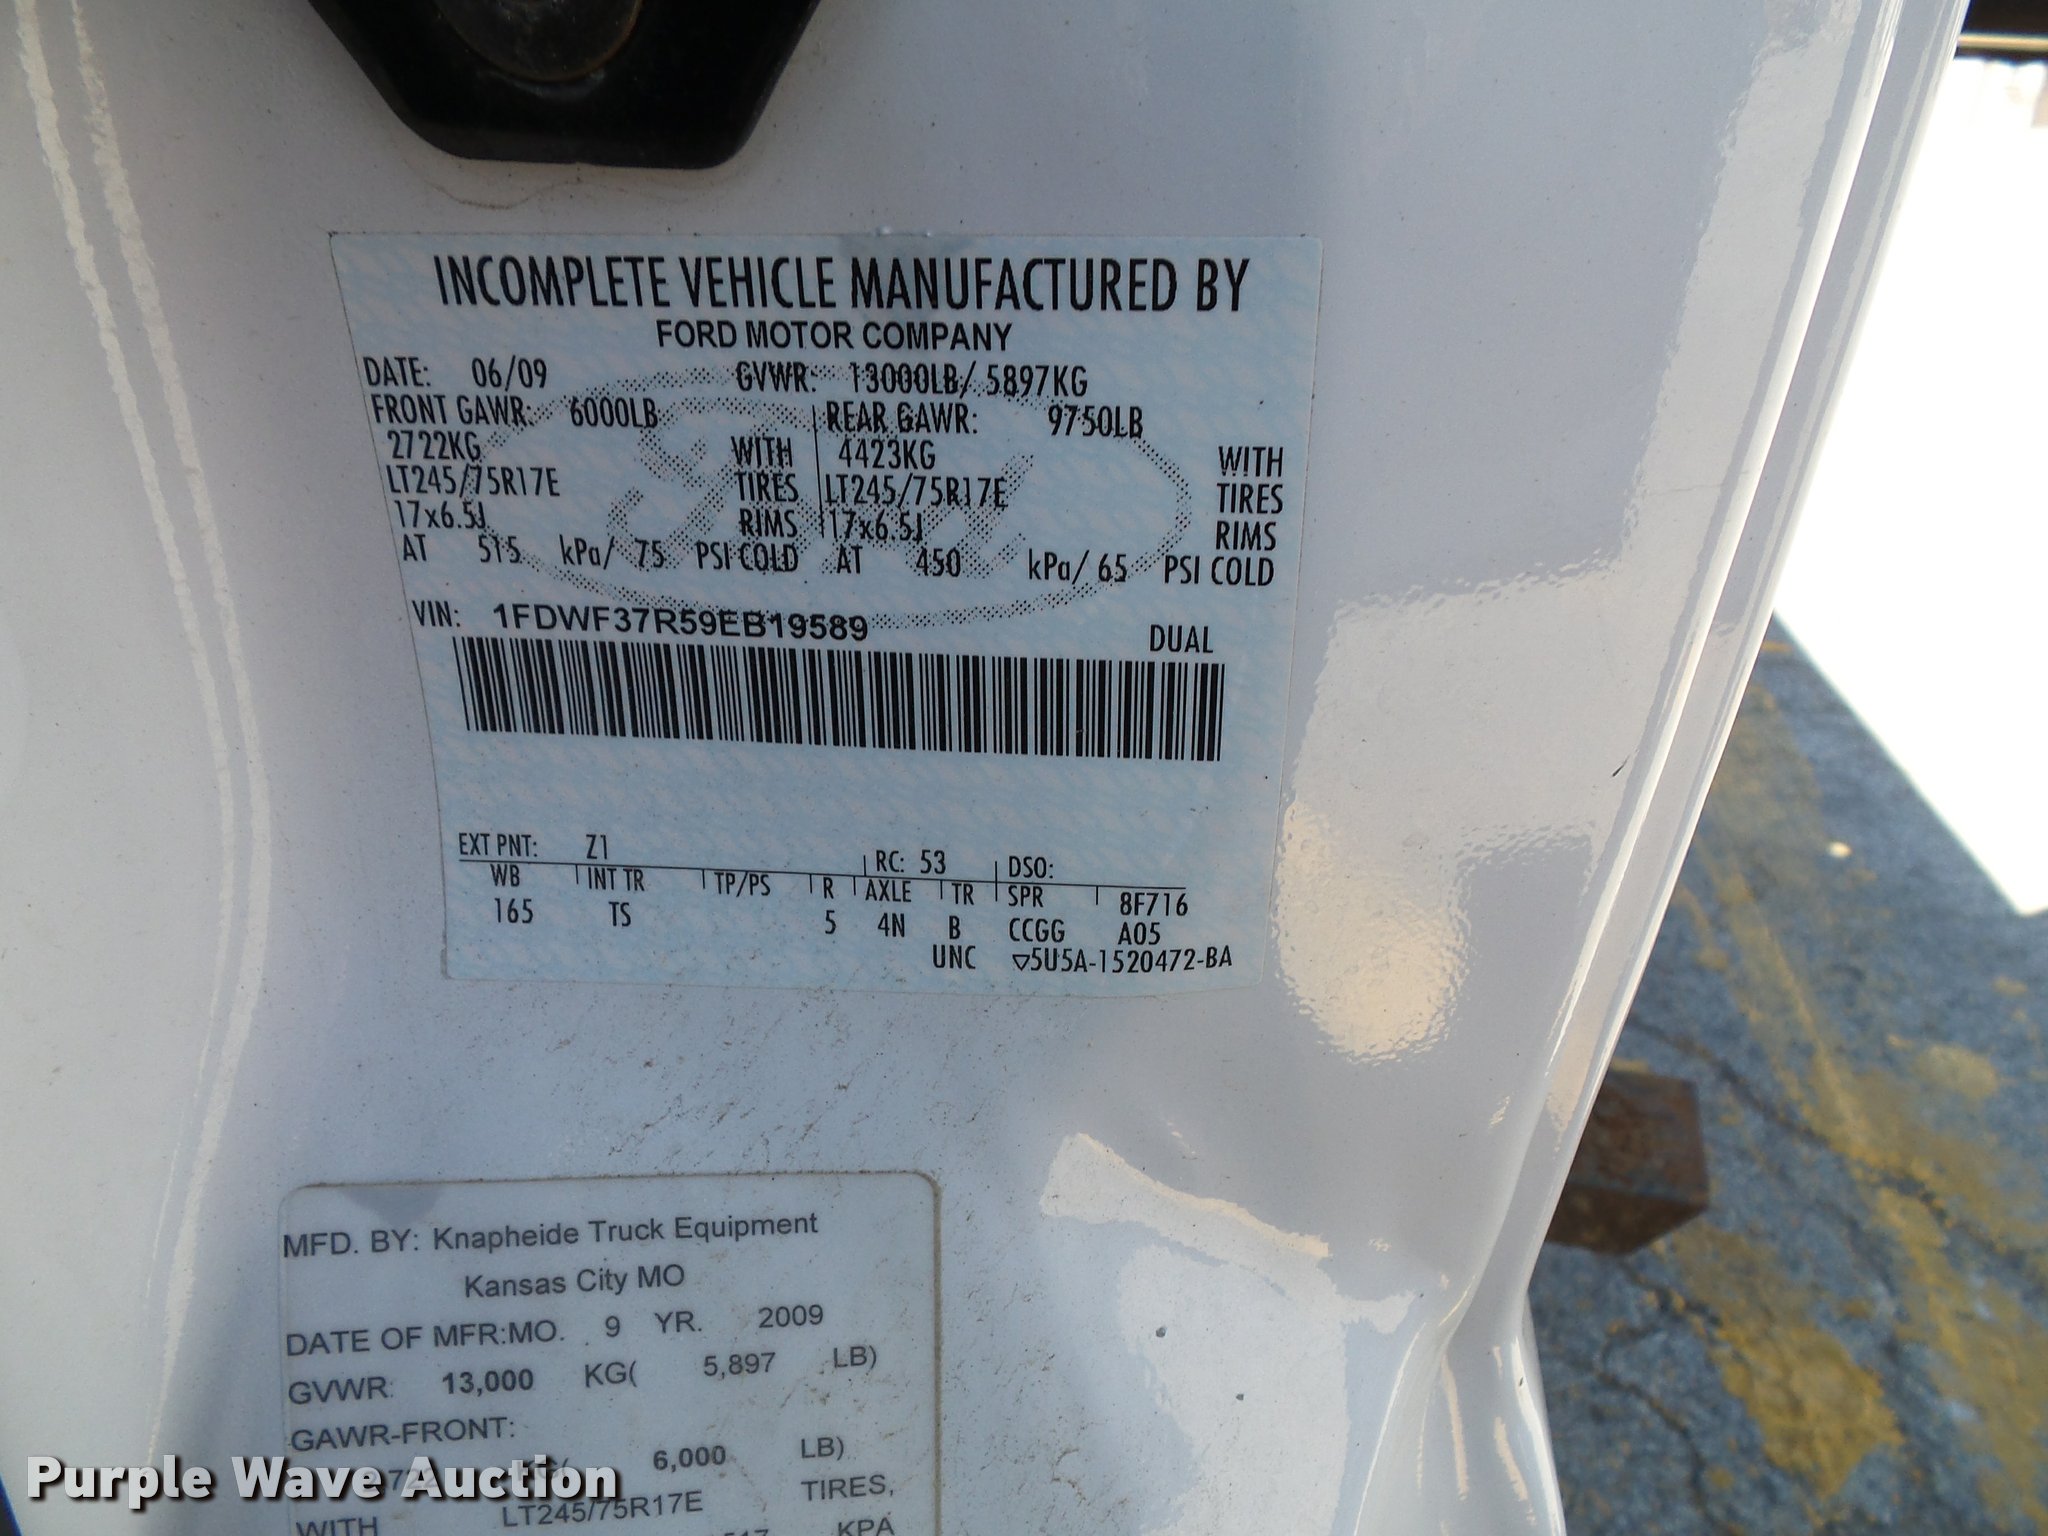 INCOMPLETE VEHICLE MANUFACTURED BY
FORD MOTOR COMPANY
DATE: 06/09 GVWR: 13000LB/ 5897KG
FRONT GAWR: 6000LB REAR GAWR: 9750LB
2722KG WITH 4423KG WITH
LT245/75R17E TIRES LT245/75R17E TIRES
17x6.5J RIMS 17x6.5J RIMS
AT 515 kPa/ 75 PSI COLD AT 450 kPa/ 65 PSI COLD
VIN: 1FDWF37R59EB19589
DUAL
EXT PNT: Z1 RC: 53 DSO:
WB INT TR TP/PS R AXLE TR SPR 8F716
165 TS 5 4N B CCGG A05
UNC ▽5U5A-1520472-BA
MFD. BY: Knapheide Truck Equipment
Kansas City MO
DATE OF MFR:MO. 9 YR. 2009
GVWR: 13,000 KG( 5,897 LB)
GAWR-FRONT:
KG( 6,000 LB)
WITH LT245/75R17E TIRES,
KPA
Purple Wave Auction